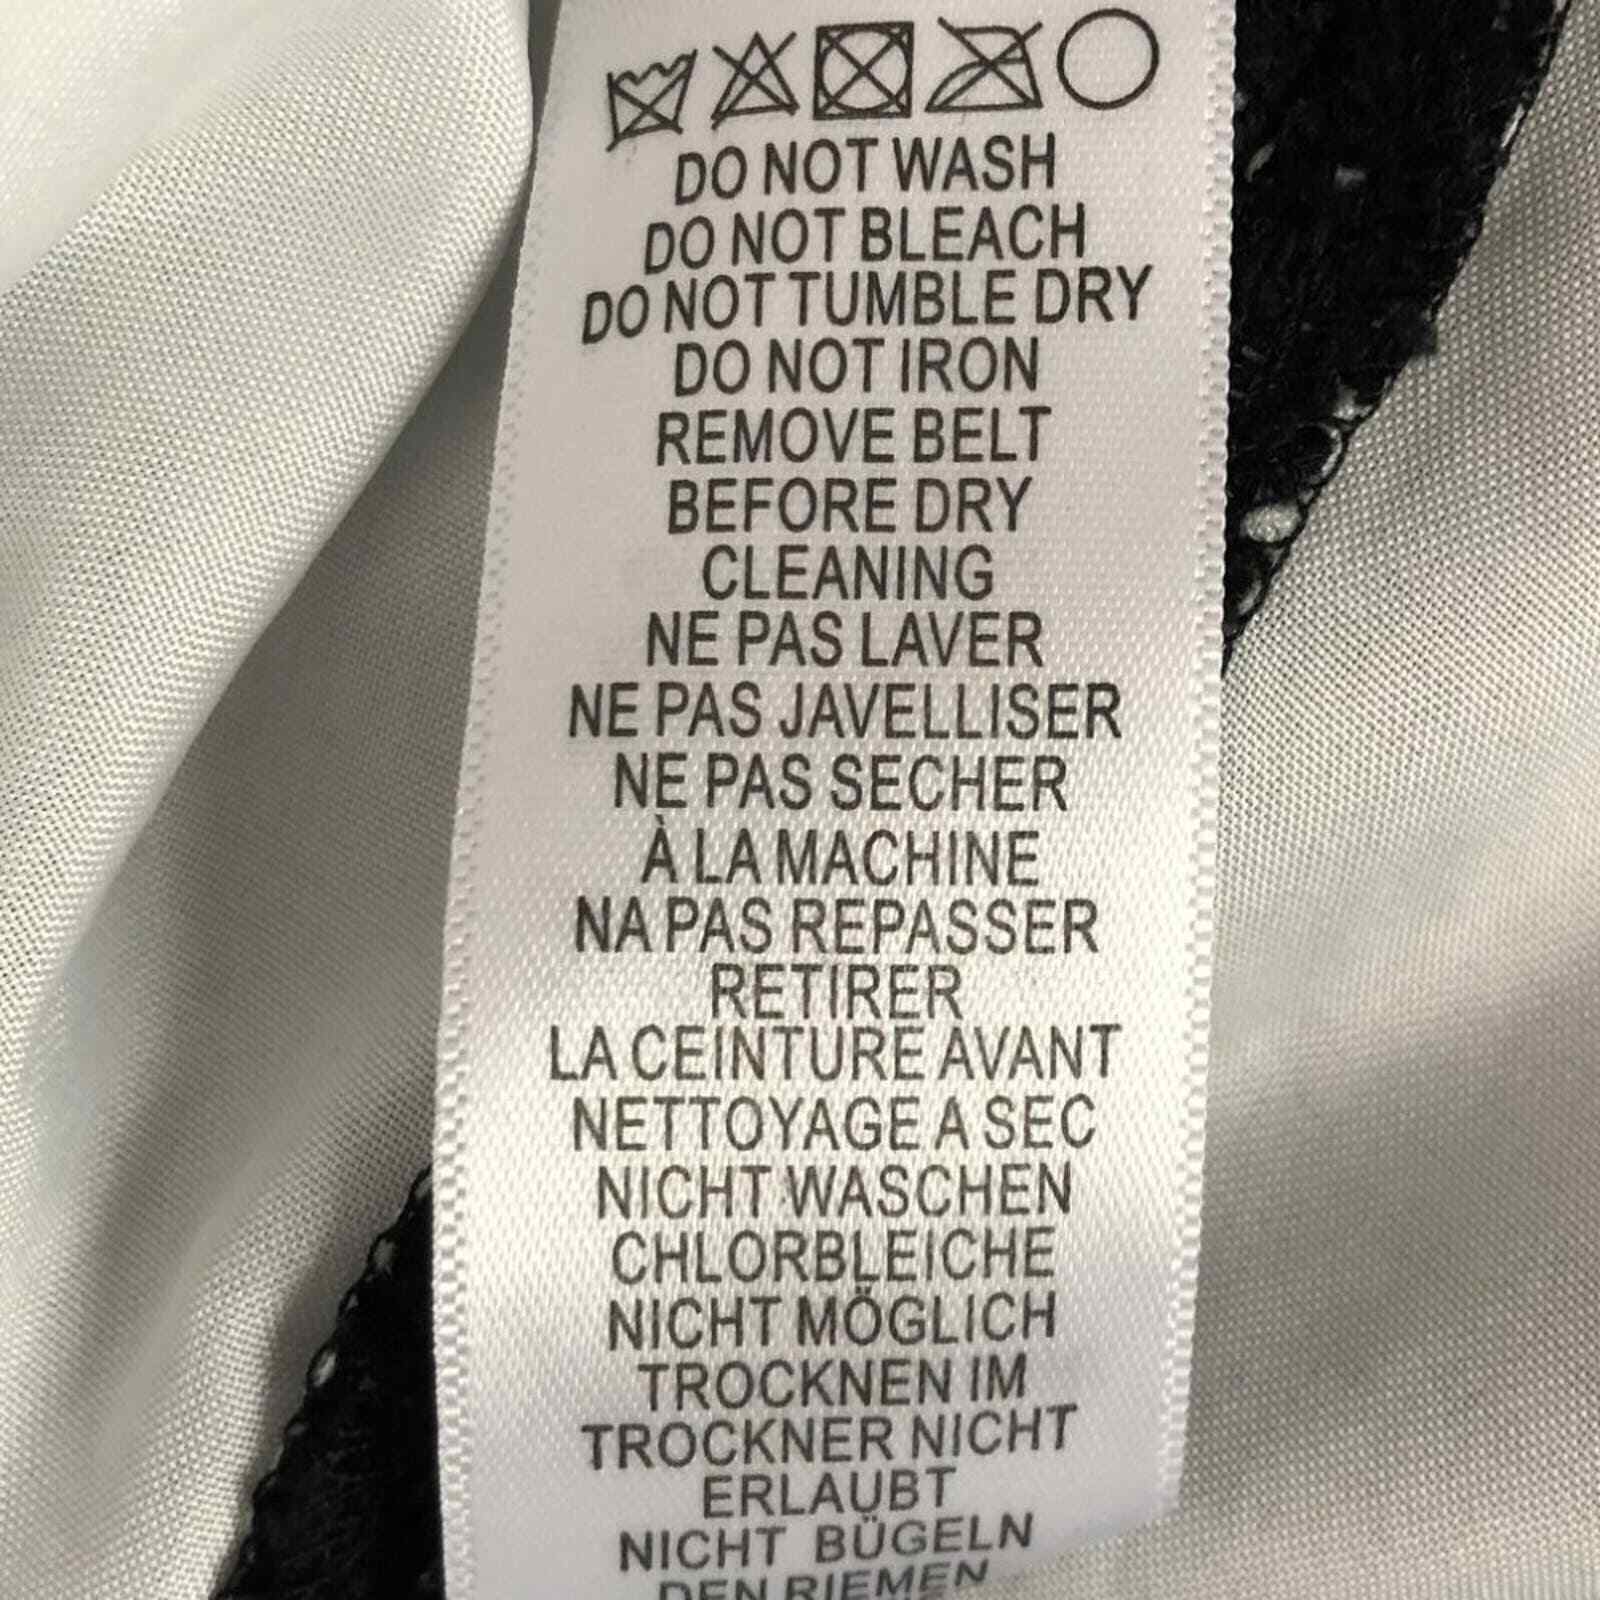 DO NOT WASH
DO NOT BLEACH
DO NOT TUMBLE DRY
DO NOT IRON
REMOVE BELT
BEFORE DRY
CLEANING
NE PAS LAVER
NE PAS JAVELLISER
NE PAS SECHER
À LA MACHINE
NA PAS REPASSER
RETIRER
LA CEINTURE AVANT
NETTOYAGE A SEC
NICHT WASCHEN
CHLORBLEICHE
NICHT MÖGLICH
TROCKNEN IM
TROCKNER NICHT
ERLAUBT
NICHT BÜGELN
DEN RIEMEN